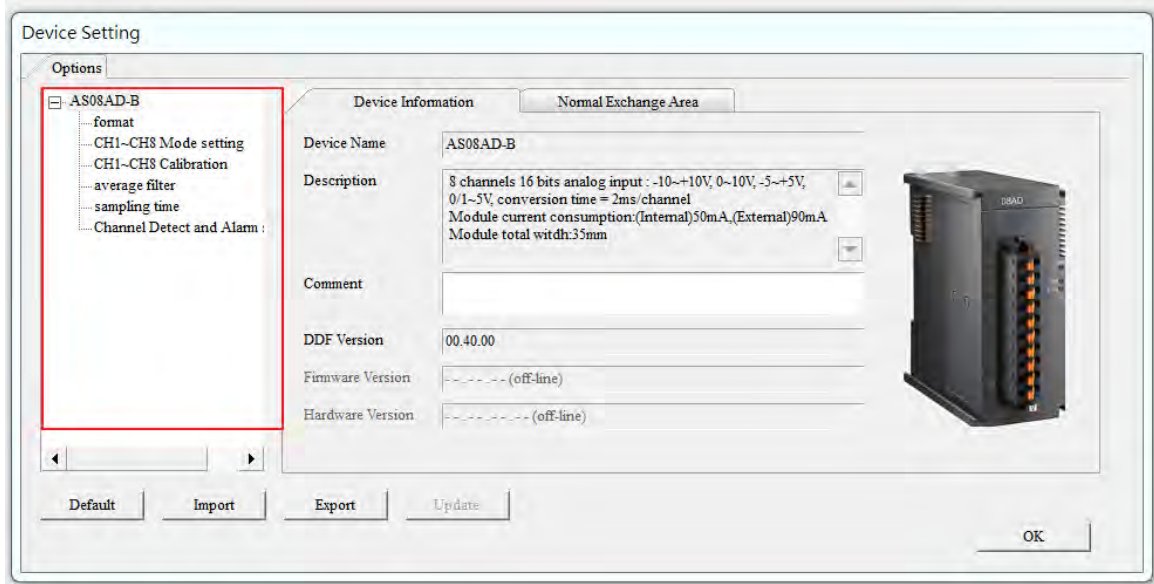 Device Setting
Options
AS08AD-B
format
CH1~CH8 Mode setting
CH1~CH8 Calibration
average filter
sampling time
Channel Detect and Alarm :
Device Information
Normal Exchange Area
Device Name
AS08AD-B
Description
8 channels 16 bits analog input : -10~+10V, 0~10V, -5~+5V,
0/1~5V, conversion time = 2ms/channel
Module current consumption:(Internal)50mA,(External)90mA
Module total witdh:35mm
Comment
DDF Version
00.40.00
Firmware Version
--.--.-- (off-line)
Hardware Version
--.--.--.-- (off-line)
08AD
Default
Import
Export
Update
OK